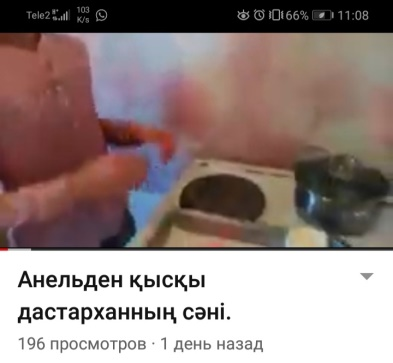 Tele2 103 K/s 66% 11:08
Анельден қысқы
дастарханның сәні.
196 просмотров · 1 день назад